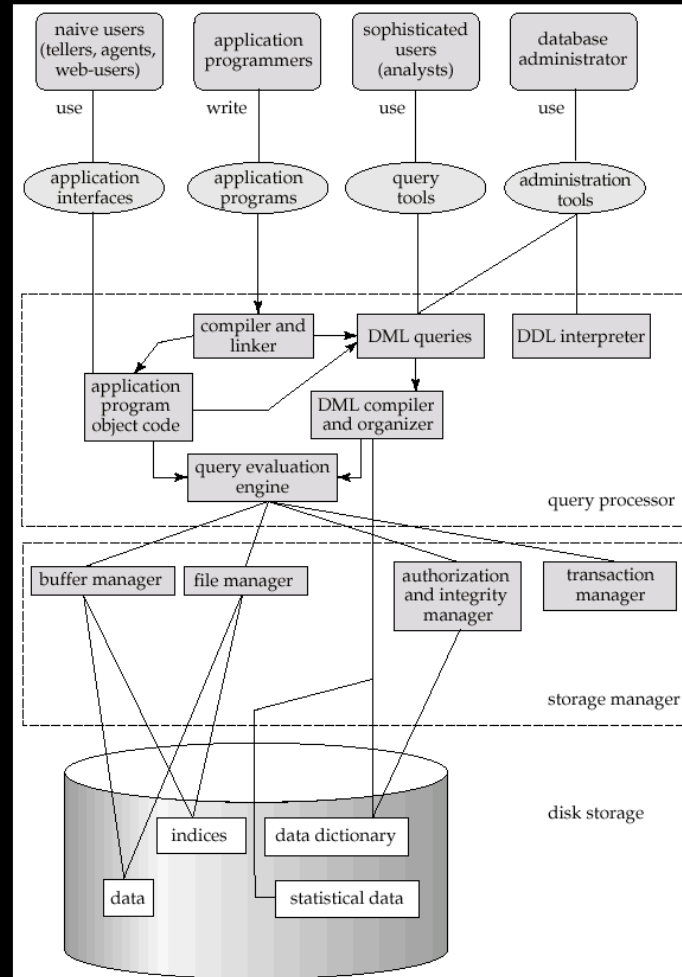 naive users
(tellers, agents,
web-users)
application
programmers
sophisticated
users
(analysts)
database
administrator
use
write
use
use
application
interfaces
application
programs
query
tools
administration
tools
compiler and
linker
DML queries
DDL interpreter
application
program
object code
DML compiler
and organizer
query evaluation
engine
query processor
buffer manager
file manager
authorization
and integrity
manager
transaction
manager
storage manager
disk storage
indices
data dictionary
data
statistical data